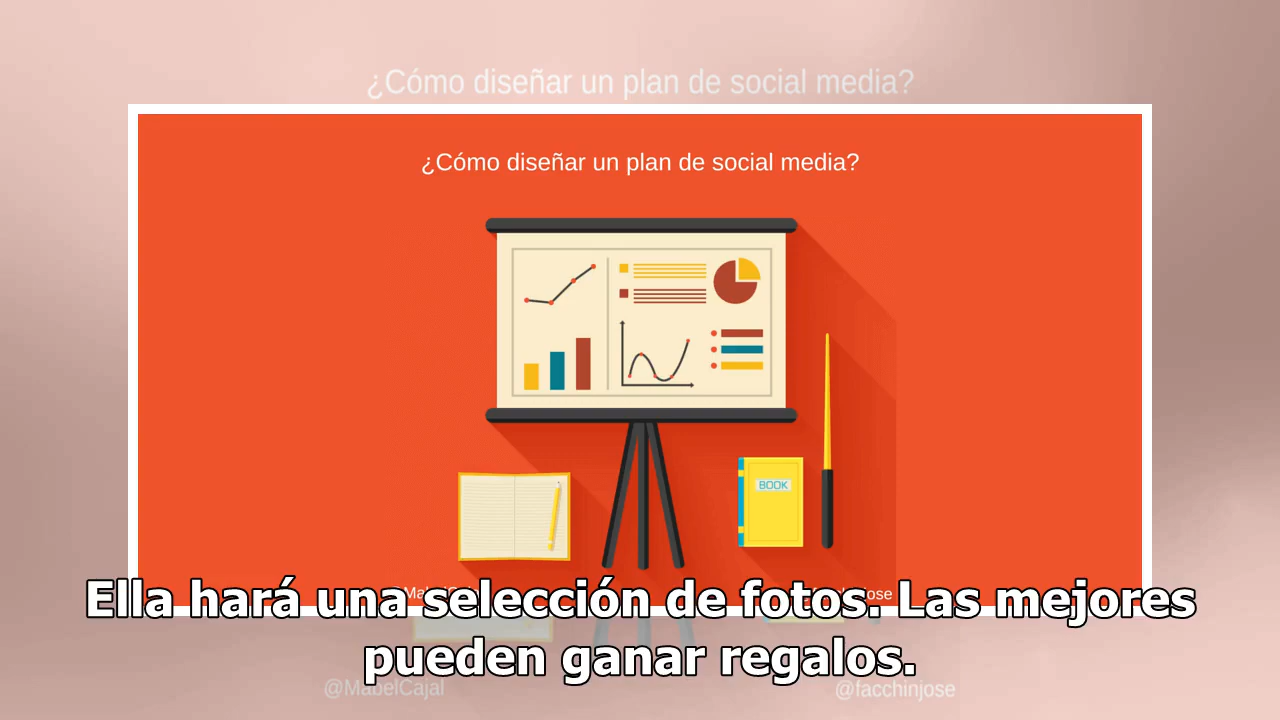 ¿Cómo diseñar un plan de social media?
¿Cómo diseñar un plan de social media?
BOOK
Ella hará una selección de fotos. Las mejores
pueden ganar regalos.
@MabelCajal
@facchinjose